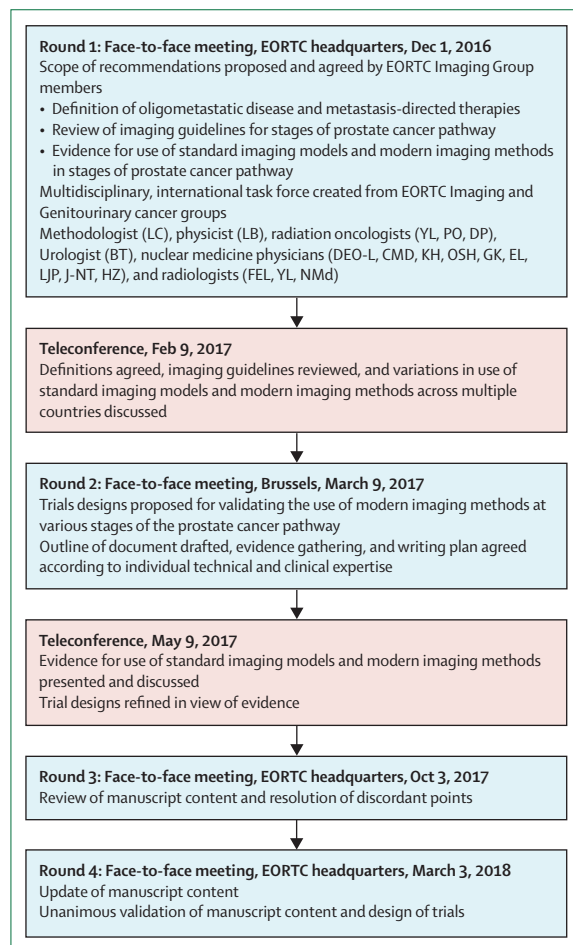 Round 1: Face-to-face meeting, EORTC headquarters, Dec 1, 2016
Scope of recommendations proposed and agreed by EORTC Imaging Group
members
• Definition of oligometastatic disease and metastasis-directed therapies
• Review of imaging guidelines for stages of prostate cancer pathway
• Evidence for use of standard imaging models and modern imaging methods
in stages of prostate cancer pathway
Multidisciplinary, international task force created from EORTC Imaging and
Genitourinary cancer groups
Methodologist (LC), physicist (LB), radiation oncologists (YL, PO, DP),
Urologist (BT), nuclear medicine physicians (DEO-L, CMD, KH, OSH, GK, EL,
LJP, J-NT, HZ), and radiologists (FEL, YL, NMd)
Teleconference, Feb 9, 2017
Definitions agreed, imaging guidelines reviewed, and variations in use of
standard imaging models and modern imaging methods across multiple
countries discussed
Round 2: Face-to-face meeting, Brussels, March 9, 2017
Trials designs proposed for validating the use of modern imaging methods at
various stages of the prostate cancer pathway
Outline of document drafted, evidence gathering, and writing plan agreed
according to individual technical and clinical expertise
Teleconference, May 9, 2017
Evidence for use of standard imaging models and modern imaging methods
presented and discussed
Trial designs refined in view of evidence
Round 3: Face-to-face meeting, EORTC headquarters, Oct 3, 2017
Review of manuscript content and resolution of discordant points
Round 4: Face-to-face meeting, EORTC headquarters, March 3, 2018
Update of manuscript content
Unanimous validation of manuscript content and design of trials